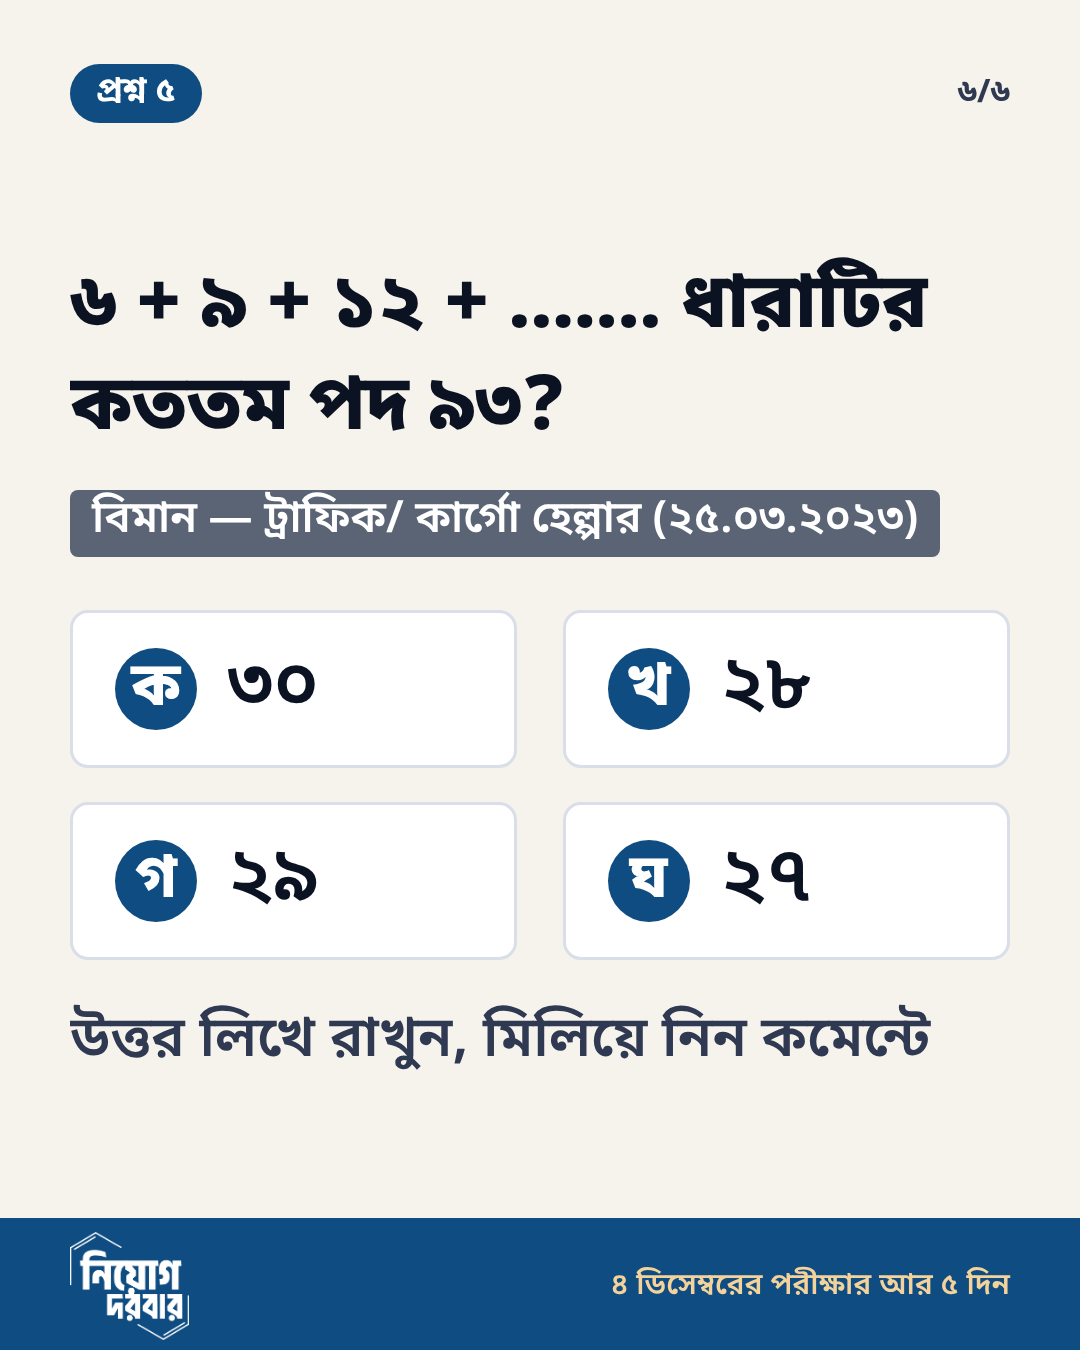 প্রশ্ন ৫
৬/৬
৬ + ৯ + ১২ + ....... ধারাটির
কততম পদ ৯৩?
বিমান — ট্রাফিক/ কার্গো হেল্পার (২৫.০৩.২০২৩)
ক ৩০
খ ২৮
গ ২৯
ঘ ২৭
উত্তর লিখে রাখুন, মিলিয়ে নিন কমেন্টে
নিয়োগ
দরবার
৪ ডিসেম্বরের পরীক্ষার আর ৫ দিন